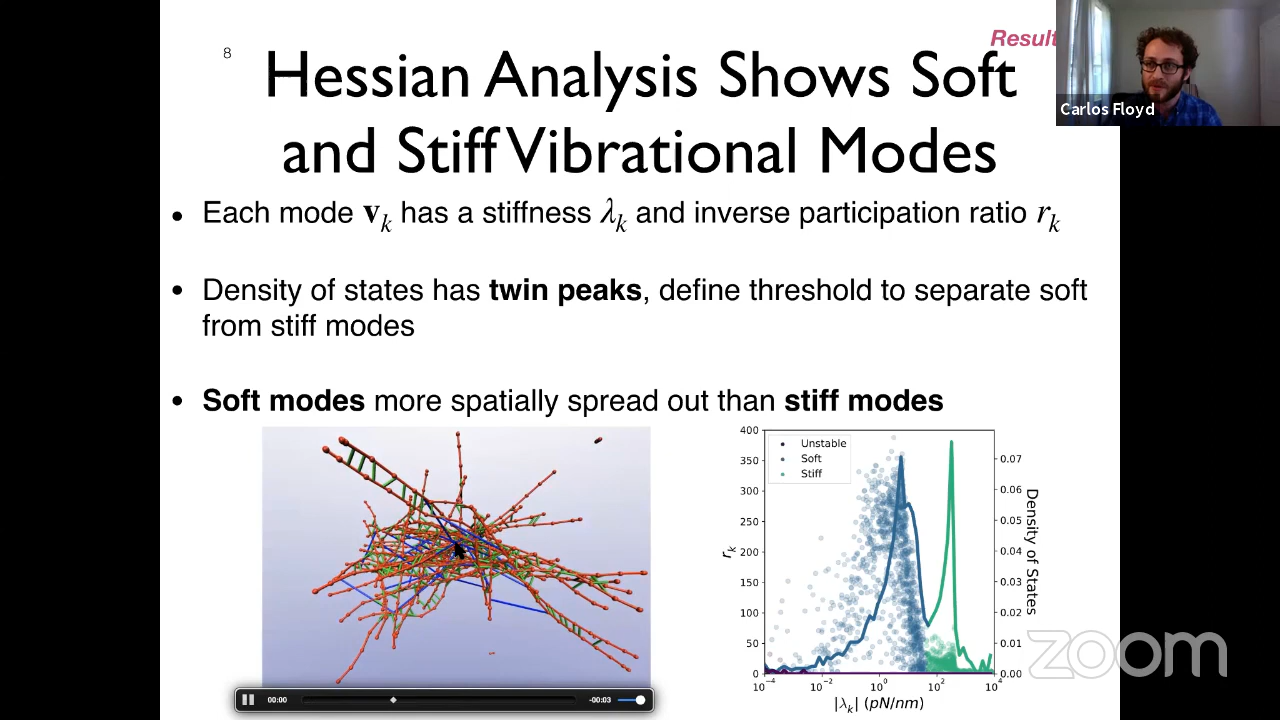 8
Result
Hessian Analysis Shows Soft
and Stiff Vibrational Modes
Carlos Floyd
• Each mode v_k has a stiffness λ_k and inverse participation ratio r_k
• Density of states has twin peaks, define threshold to separate soft
from stiff modes
• Soft modes more spatially spread out than stiff modes
00:00
-00:03
400
350
300
250
200
150
100
50
0
r_k
Unstable
Soft
Stiff
0.07
0.06
0.05
0.04
0.03
0.02
0.01
0.00
Density of States
10⁻⁴ 10⁻² 10⁰ 10² 10⁴
|λ_k| (pN/nm)
zoom